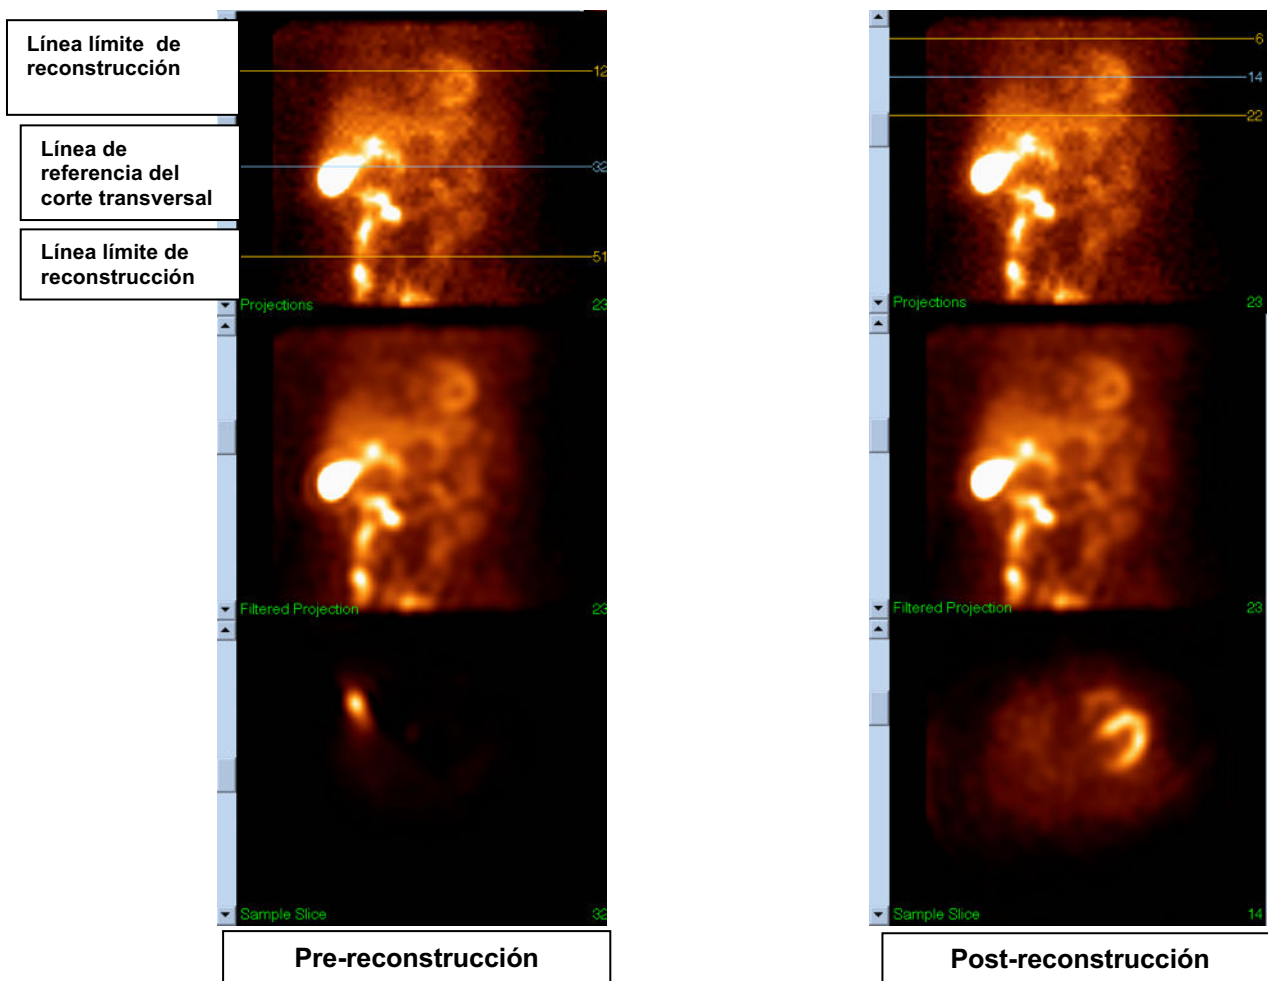 Línea límite de
reconstrucción
Línea de
referencia del
corte transversal
Línea límite de
reconstrucción
12
32
51
Projections 23
Filtered Projection 23
Sample Slice 32
Pre-reconstrucción
6
14
22
Projections 23
Filtered Projection 23
Sample Slice 14
Post-reconstrucción